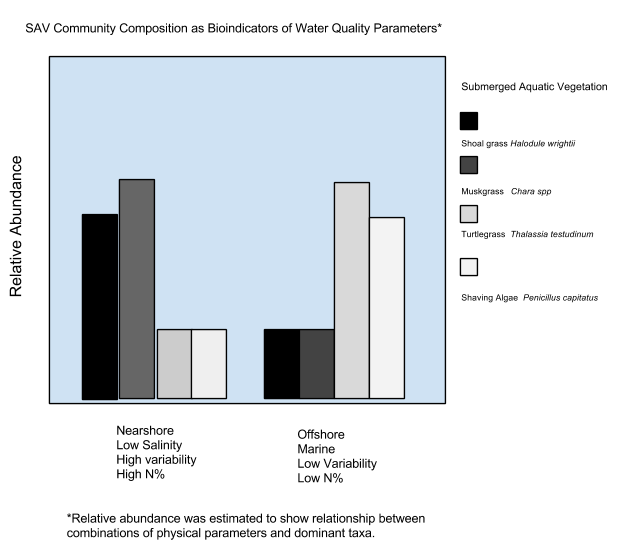 SAV Community Composition as Bioindicators of Water Quality Parameters*
Relative Abundance
Submerged Aquatic Vegetation
Shoal grass Halodule wrightii
Muskgrass Chara spp
Turtlegrass Thalassia testudinum
Shaving Algae Penicillus capitatus
Nearshore
Low Salinity
High variability
High N%
Offshore
Marine
Low Variability
Low N%
*Relative abundance was estimated to show relationship between
combinations of physical parameters and dominant taxa.